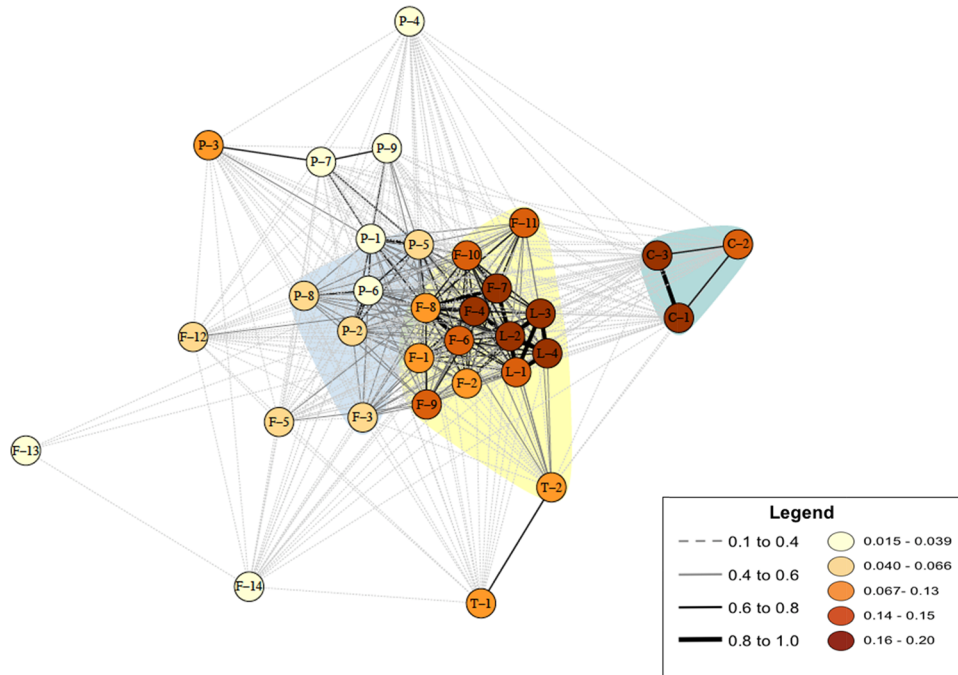 P–4
P–3
P–7
P–9
F–11
P–1
P–5
C–2
F–10
C–3
P–8
P–6
F–7
F–8
F–4
L–3
C–1
P–2
F–12
L–2
F–6
F–1
L–4
L–1
F–2
F–9
F–3
F–5
F–13
T–2
F–14
T–1
Legend
0.1 to 0.4
0.015 - 0.039
0.4 to 0.6
0.040 - 0.066
0.6 to 0.8
0.067- 0.13
0.14 - 0.15
0.8 to 1.0
0.16 - 0.20